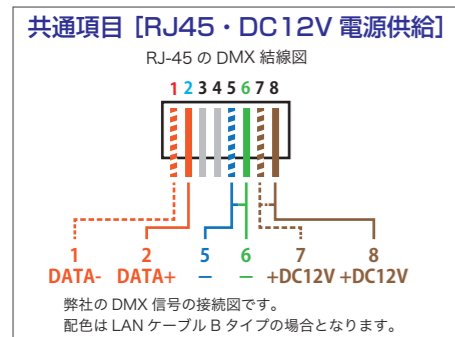 共通項目［RJ45・DC12V 電源供給］
RJ-45 の DMX 結線図
1 2 3 4 5 6 7 8
1 2 5 6 7 8
DATA- DATA+ － － +DC12V +DC12V
弊社の DMX 信号の接続図です。
配色は LAN ケーブル B タイプの場合となります。